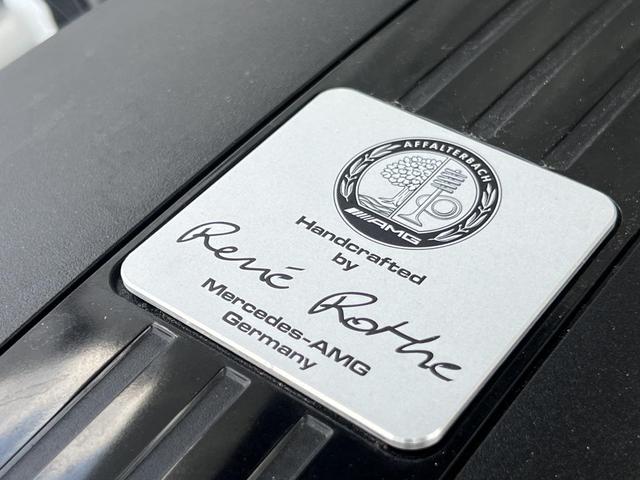 AFFALTERBACH
AMG
Handcrafted
by
René Rothe
Mercedes-AMG
Germany